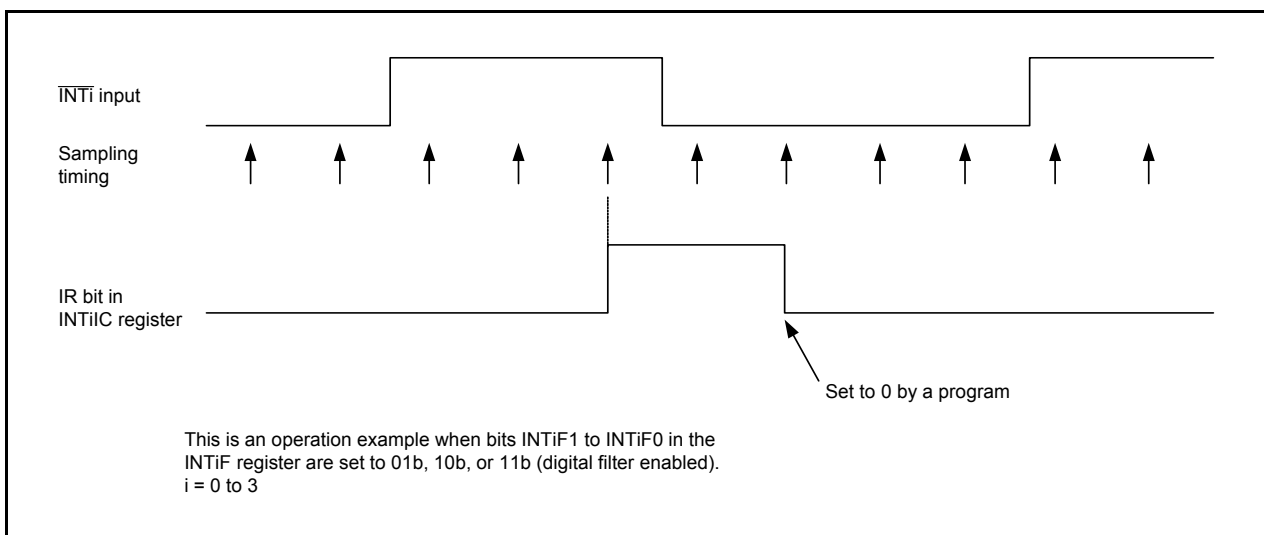 INTi input
Sampling
timing
IR bit in
INTiIC register
Set to 0 by a program
This is an operation example when bits INTiF1 to INTiF0 in the
INTiF register are set to 01b, 10b, or 11b (digital filter enabled).
i = 0 to 3